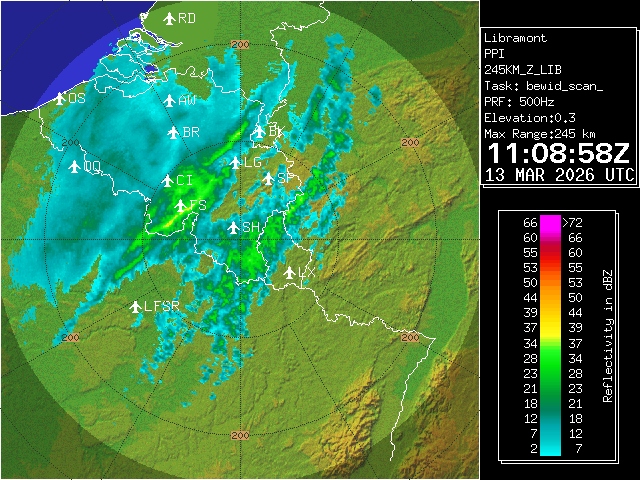 RD
200
OS
AW
BR
BK
200
200
OO
LG
CI
SP
FS
SH
LX
LFSR
200
200
200
Libramont
PPI
245KM_Z_LIB
Task: bewid_scan_
PRF: 500Hz
Elevation:0.3
Max Range:245 km
11:08:58Z
13 MAR 2026 UTC
66 >72
60 66
55 60
53 55
50 53
44 50
39 44
37 39
34 37
28 34
23 28
21 23
18 21
12 18
7 12
2 7
Reflectivity in dBZ